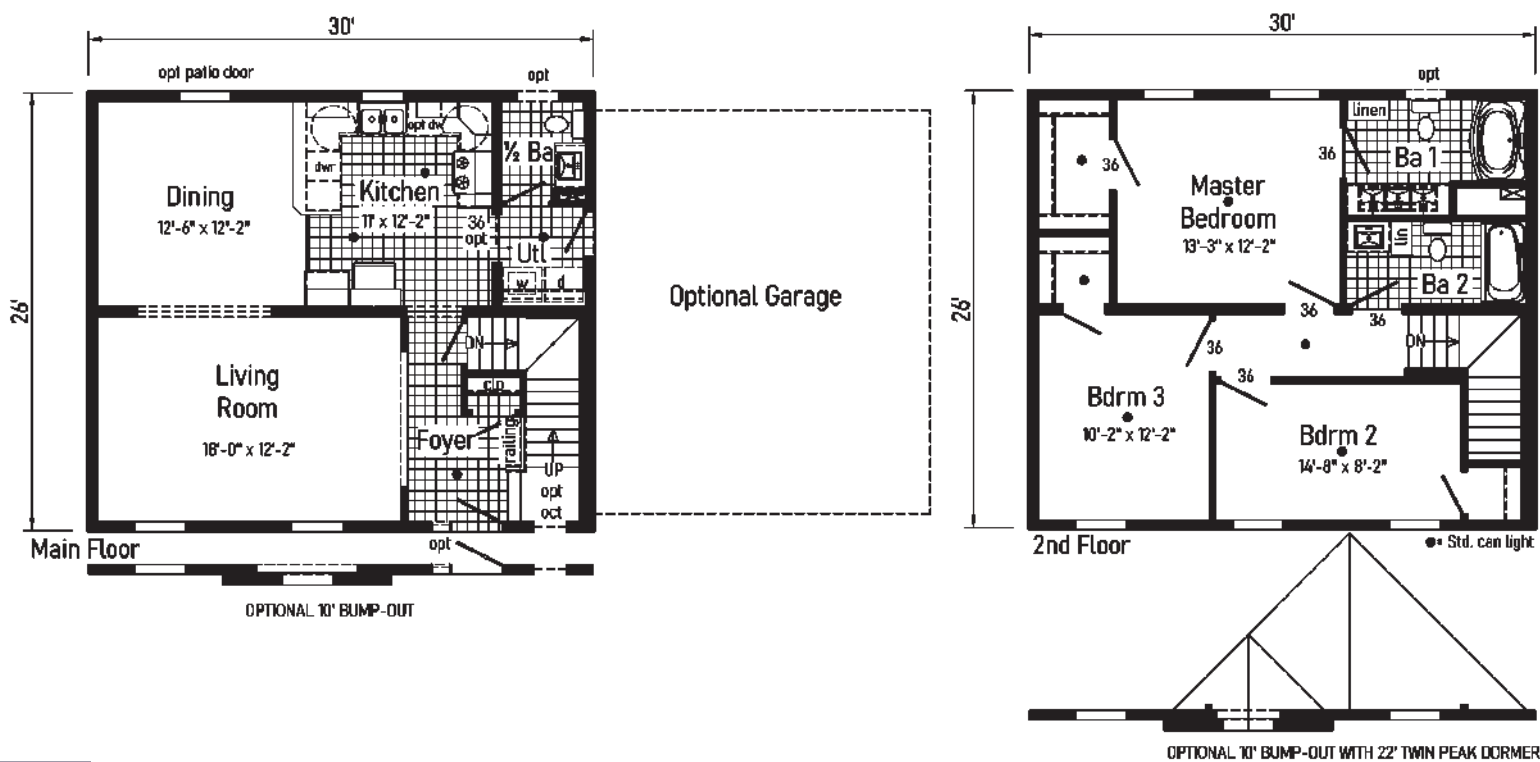 30'
opt patio door
opt
26'
Dining
12'-6" x 12'-2"
dwr
opt dw
Kitchen
11' x 12'-2"
½ Ba
36
opt
Utl
w
d
Living
Room
18'-0" x 12'-2"
DN
Foyer
railing
UP
opt
oct
Optional Garage
Main Floor
opt
OPTIONAL 10' BUMP-OUT
30'
opt
26'
linen
36
36
Ba 1
Master
Bedroom
13'-3" x 12'-2"
lin
Ba 2
36
36
DN
36
36
Bdrm 3
10'-2" x 12'-2"
Bdrm 2
14'-8" x 8'-2"
2nd Floor
●= Std. can light
OPTIONAL 10' BUMP-OUT WITH 22' TWIN PEAK DORMER